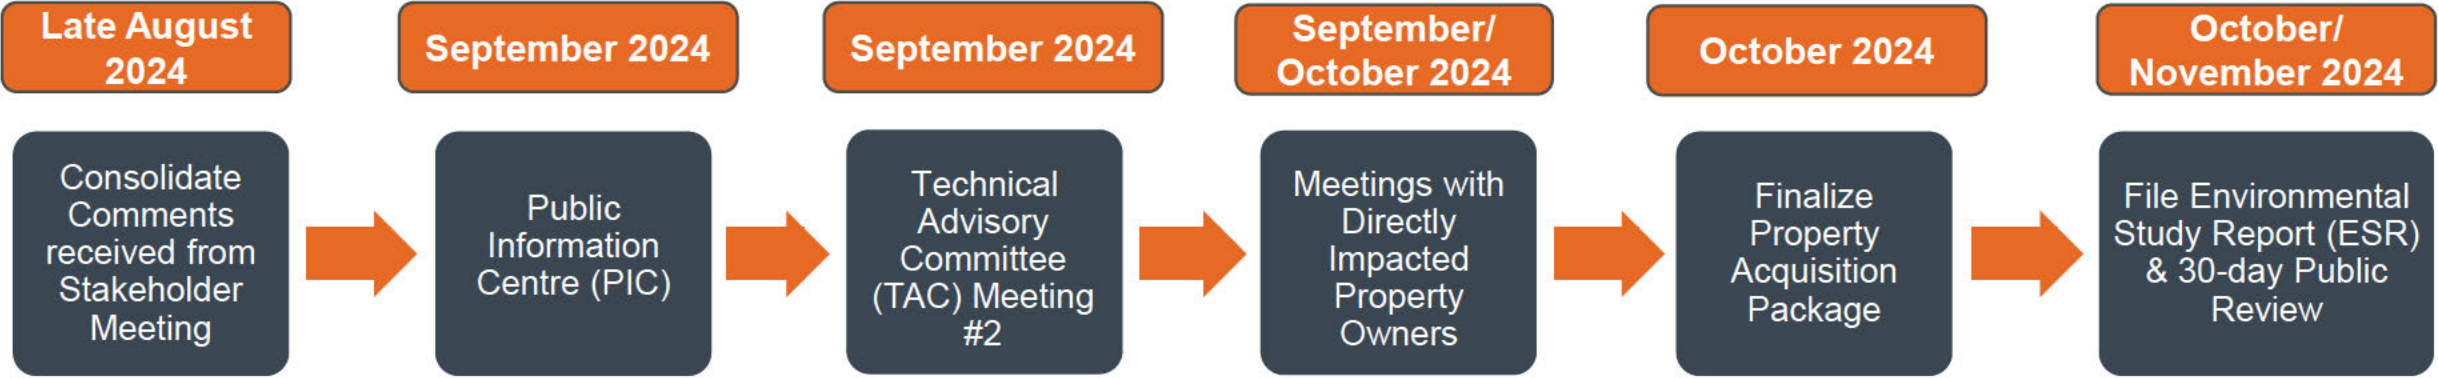 Late August
2024
September 2024
September 2024
September/
October 2024
October 2024
October/
November 2024
Consolidate
Comments
received from
Stakeholder
Meeting
Public
Information
Centre (PIC)
Technical
Advisory
Committee
(TAC) Meeting
#2
Meetings with
Directly
Impacted
Property
Owners
Finalize
Property
Acquisition
Package
File Environmental
Study Report (ESR)
& 30-day Public
Review